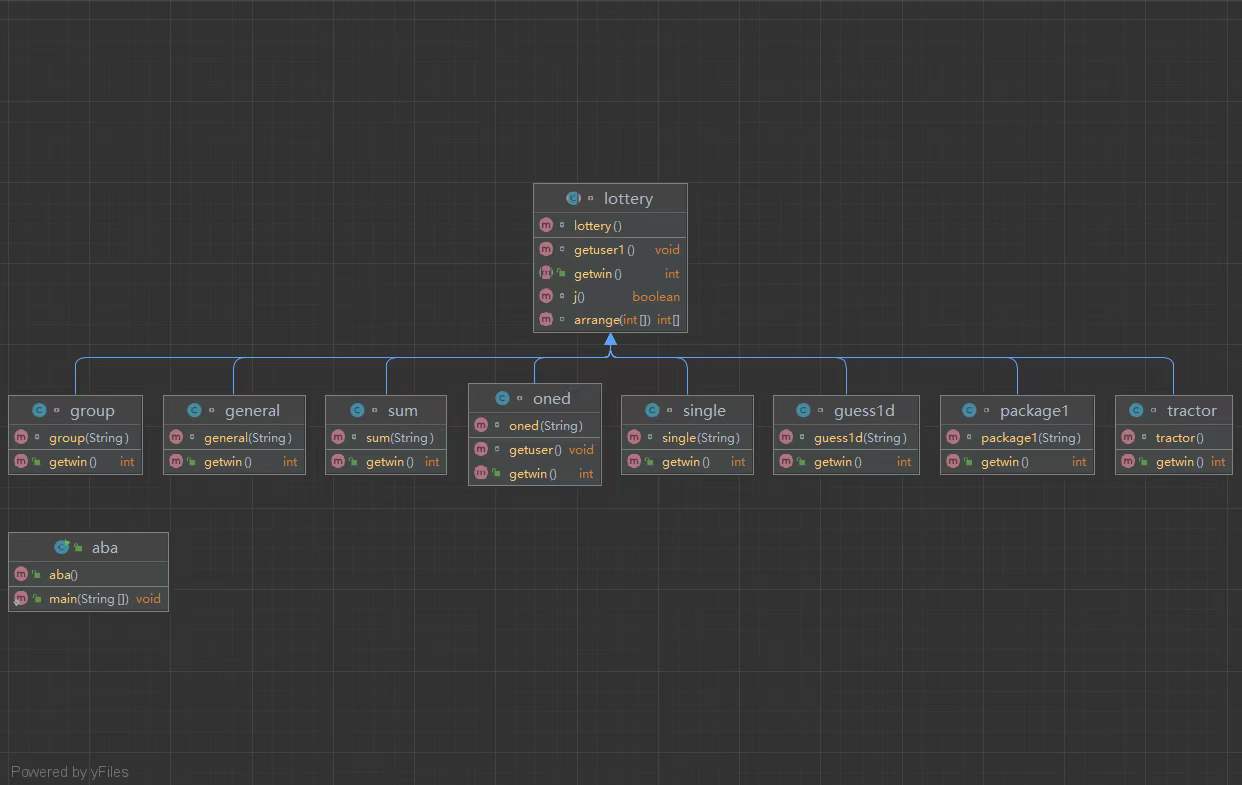 lottery
lottery()
getuser1() void
getwin() int
j() boolean
arrange(int[]) int[]
group
group(String)
getwin() int
general
general(String)
getwin() int
sum
sum(String)
getwin() int
oned
oned(String)
getuser() void
getwin() int
single
single(String)
getwin() int
guess1d
guess1d(String)
getwin() int
package1
package1(String)
getwin() int
tractor
tractor()
getwin() int
aba
aba()
main(String[]) void
Powered by yFiles